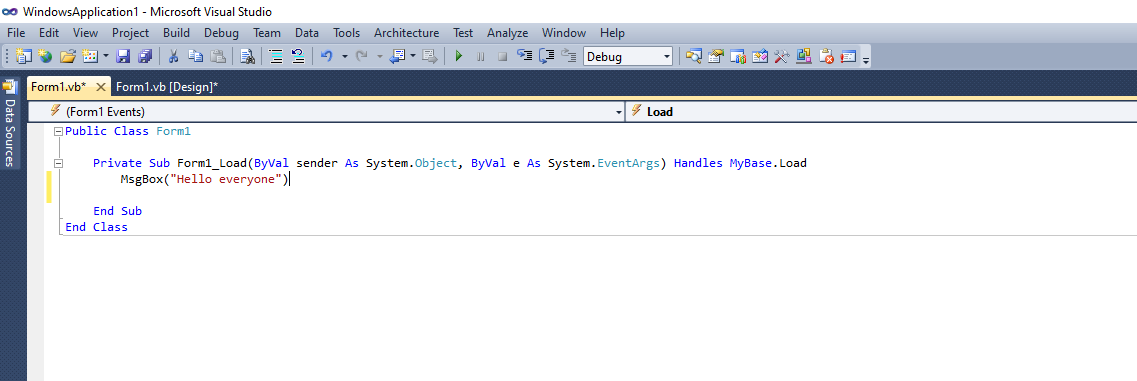 WindowsApplication1 - Microsoft Visual Studio
File Edit View Project Build Debug Team Data Tools Architecture Test Analyze Window Help
Debug
Form1.vb* Form1.vb [Design]*
Data Sources
(Form1 Events) Load
Public Class Form1
Private Sub Form1_Load(ByVal sender As System.Object, ByVal e As System.EventArgs) Handles MyBase.Load
MsgBox("Hello everyone")
End Sub
End Class